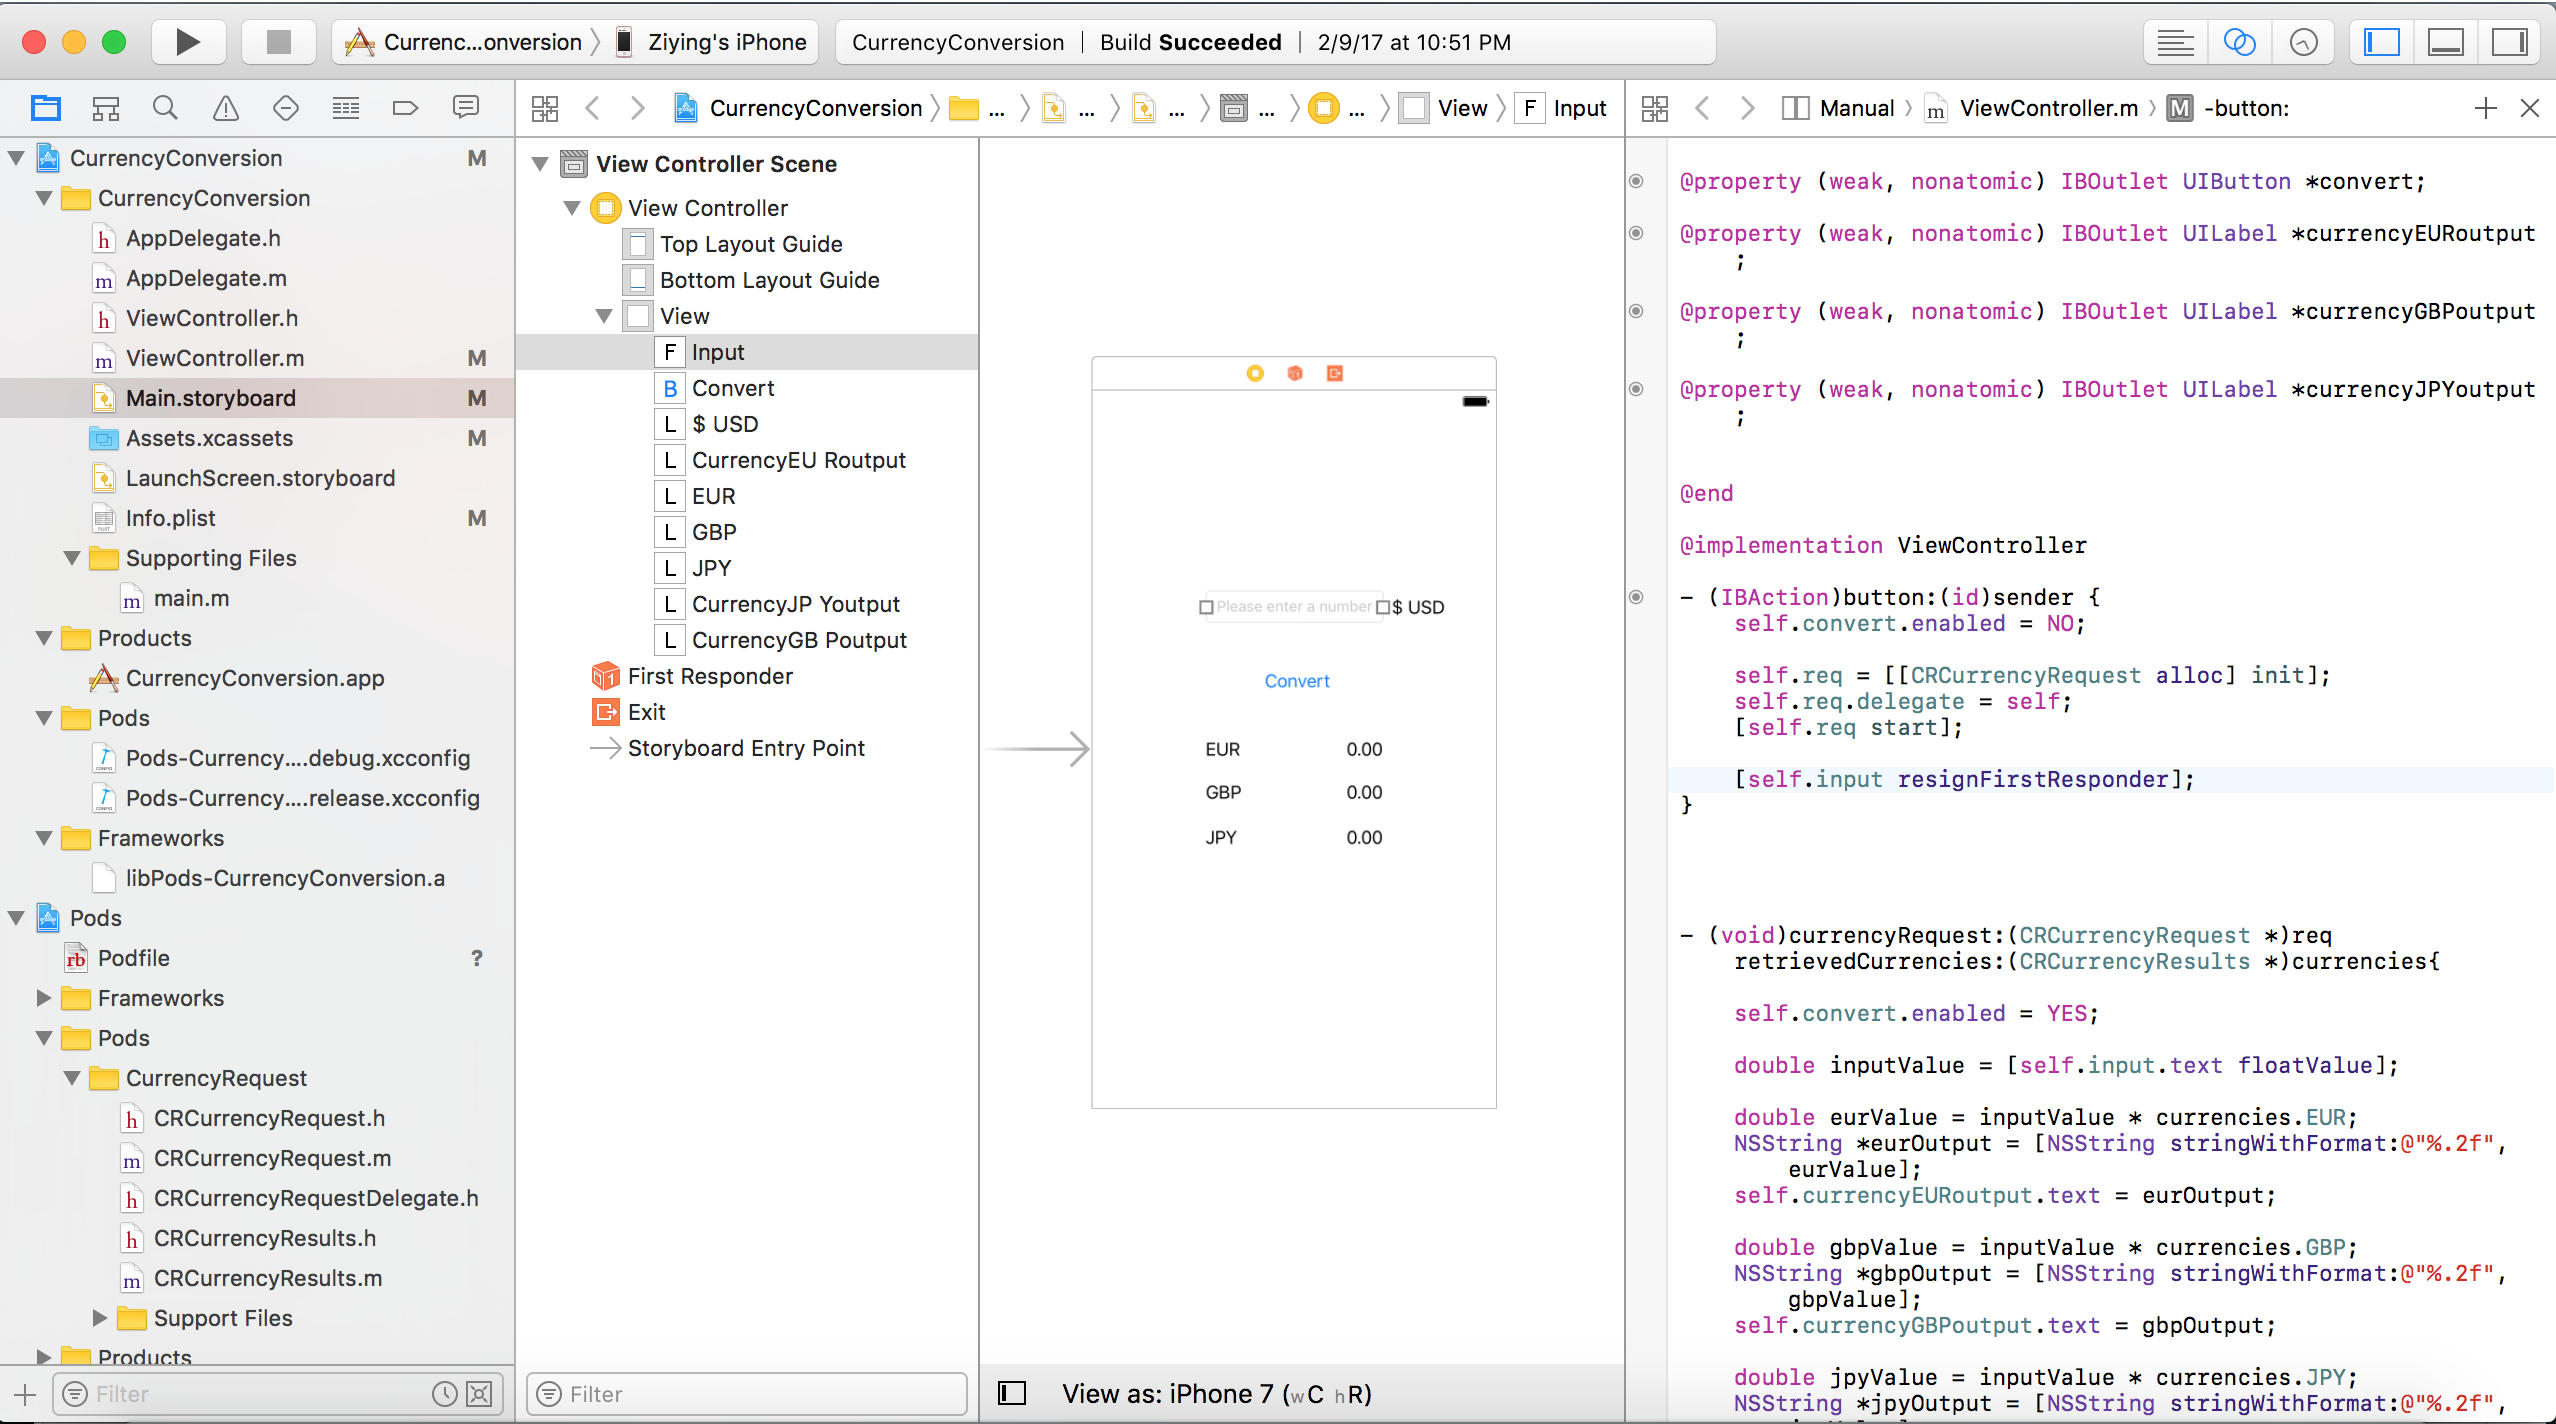 Currenc...onversion Ziying's iPhone
CurrencyConversion | Build Succeeded | 2/9/17 at 10:51 PM
CurrencyConversion ... ... ... ... ... View F Input
Manual m ViewController.m M -button:
CurrencyConversion M
CurrencyConversion
h AppDelegate.h
m AppDelegate.m
h ViewController.h
m ViewController.m M
Main.storyboard M
Assets.xcassets M
LaunchScreen.storyboard
Info.plist M
Supporting Files
m main.m
Products
CurrencyConversion.app
Pods
Pods-Currency....debug.xcconfig
Pods-Currency....release.xcconfig
Frameworks
libPods-CurrencyConversion.a
Pods
rb Podfile ?
Frameworks
Pods
CurrencyRequest
h CRCurrencyRequest.h
m CRCurrencyRequest.m
h CRCurrencyRequestDelegate.h
h CRCurrencyResults.h
m CRCurrencyResults.m
Support Files
Products
Filter
View Controller Scene
View Controller
Top Layout Guide
Bottom Layout Guide
View
F Input
B Convert
L $ USD
L CurrencyEU Routput
L EUR
L GBP
L JPY
L CurrencyJP Youtput
L CurrencyGB Poutput
First Responder
Exit
Storyboard Entry Point
Filter
Please enter a number $ USD
Convert
EUR 0.00
GBP 0.00
JPY 0.00
View as: iPhone 7 (wC hR)
@property (weak, nonatomic) IBOutlet UIButton *convert;
@property (weak, nonatomic) IBOutlet UILabel *currencyEURoutput
;
@property (weak, nonatomic) IBOutlet UILabel *currencyGBPoutput
;
@property (weak, nonatomic) IBOutlet UILabel *currencyJPYoutput
;
@end
@implementation ViewController
- (IBAction)button:(id)sender {
self.convert.enabled = NO;
self.req = [[CRCurrencyRequest alloc] init];
self.req.delegate = self;
[self.req start];
[self.input resignFirstResponder];
}
- (void)currencyRequest:(CRCurrencyRequest *)req
retrievedCurrencies:(CRCurrencyResults *)currencies{
self.convert.enabled = YES;
double inputValue = [self.input.text floatValue];
double eurValue = inputValue * currencies.EUR;
NSString *eurOutput = [NSString stringWithFormat:@"%.2f",
eurValue];
self.currencyEURoutput.text = eurOutput;
double gbpValue = inputValue * currencies.GBP;
NSString *gbpOutput = [NSString stringWithFormat:@"%.2f",
gbpValue];
self.currencyGBPoutput.text = gbpOutput;
double jpyValue = inputValue * currencies.JPY;
NSString *jpyOutput = [NSString stringWithFormat:@"%.2f",